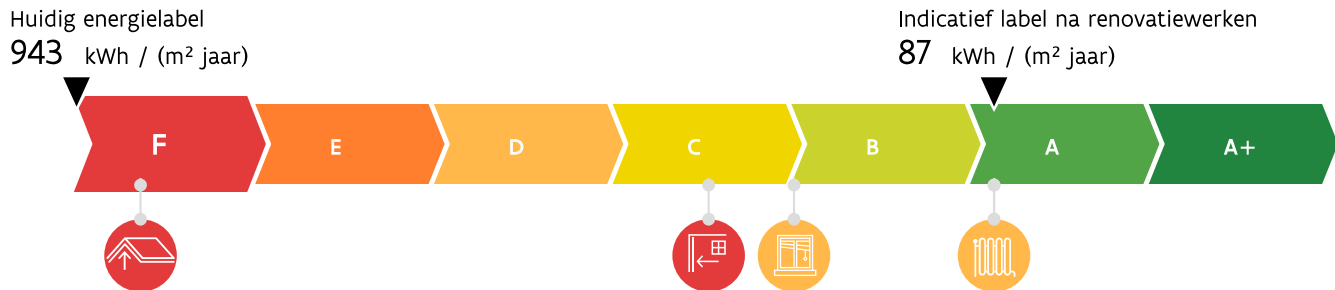 Huidig energielabel
943 kWh / (m² jaar)
Indicatief label na renovatiewerken
87 kWh / (m² jaar)
F E D C B A A+